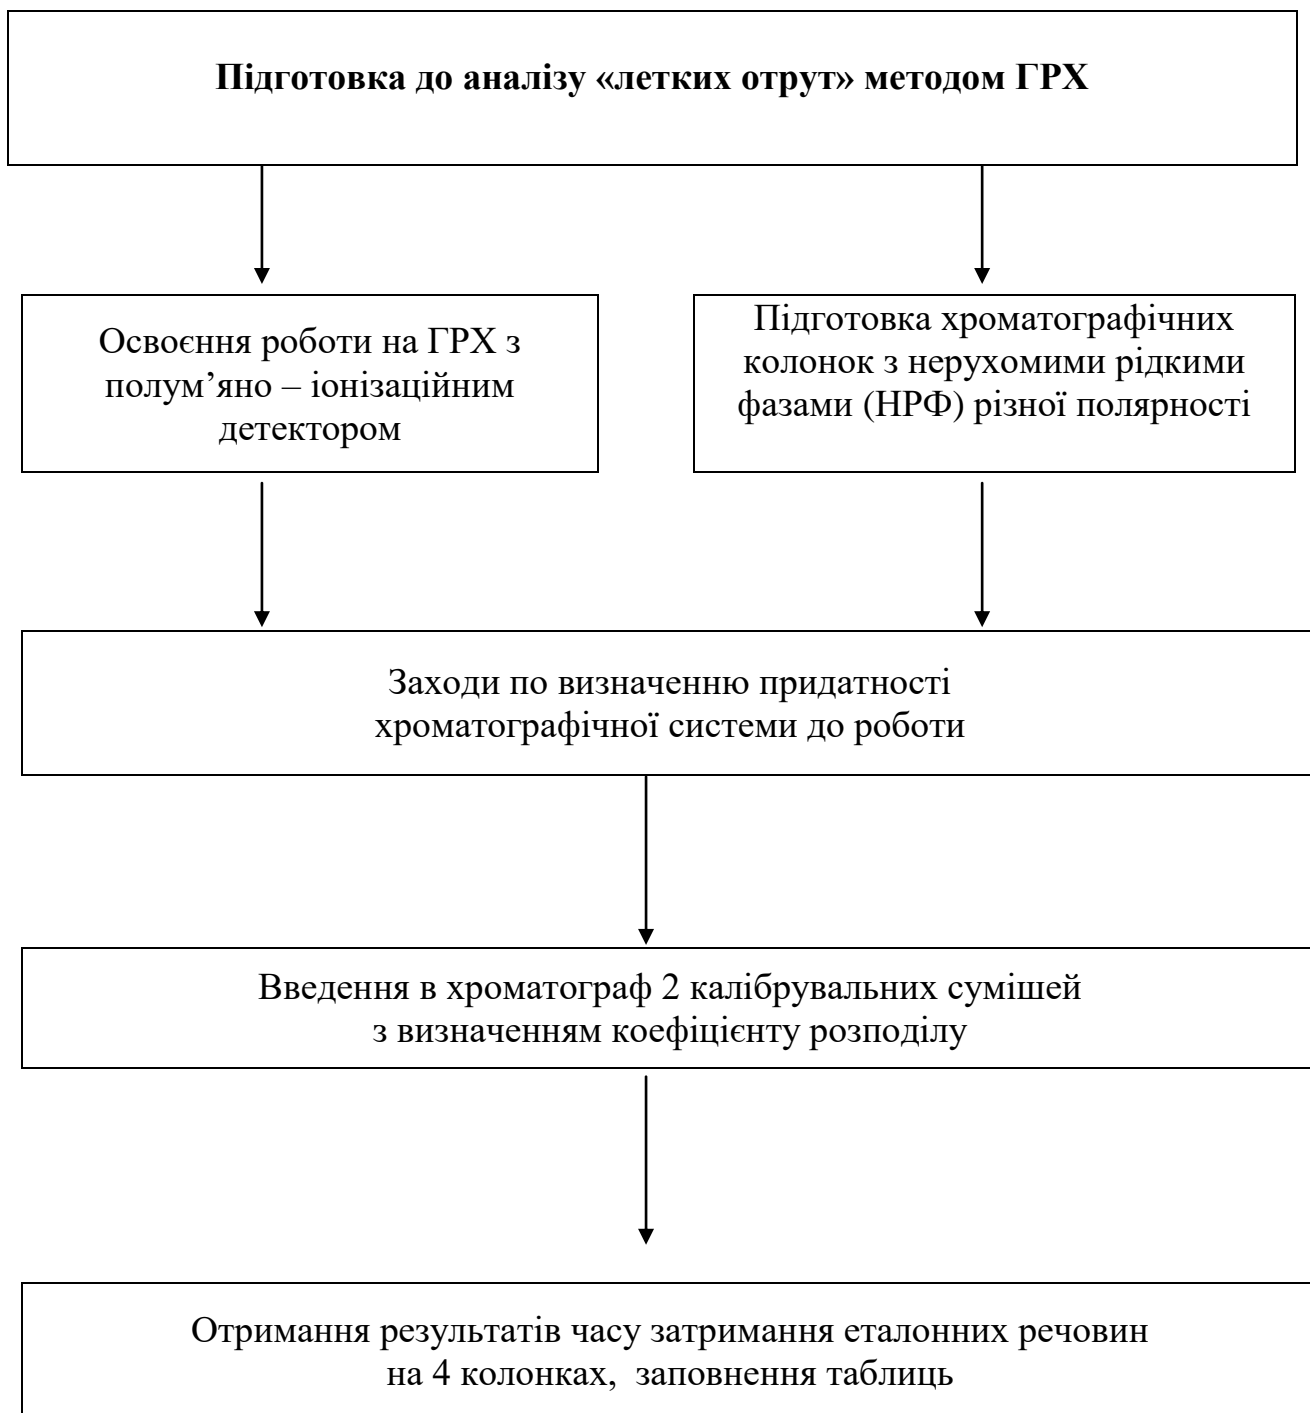 Підготовка до аналізу «летких отрут» методом ГРХ
Освоєння роботи на ГРХ з
полум’яно – іонізаційним
детектором
Підготовка хроматографічних
колонок з нерухомими рідкими
фазами (НРФ) різної полярності
Заходи по визначенню придатності
хроматографічної системи до роботи
Введення в хроматограф 2 калібрувальних сумішей
з визначенням коефіцієнту розподілу
Отримання результатів часу затримання еталонних речовин
на 4 колонках, заповнення таблиць